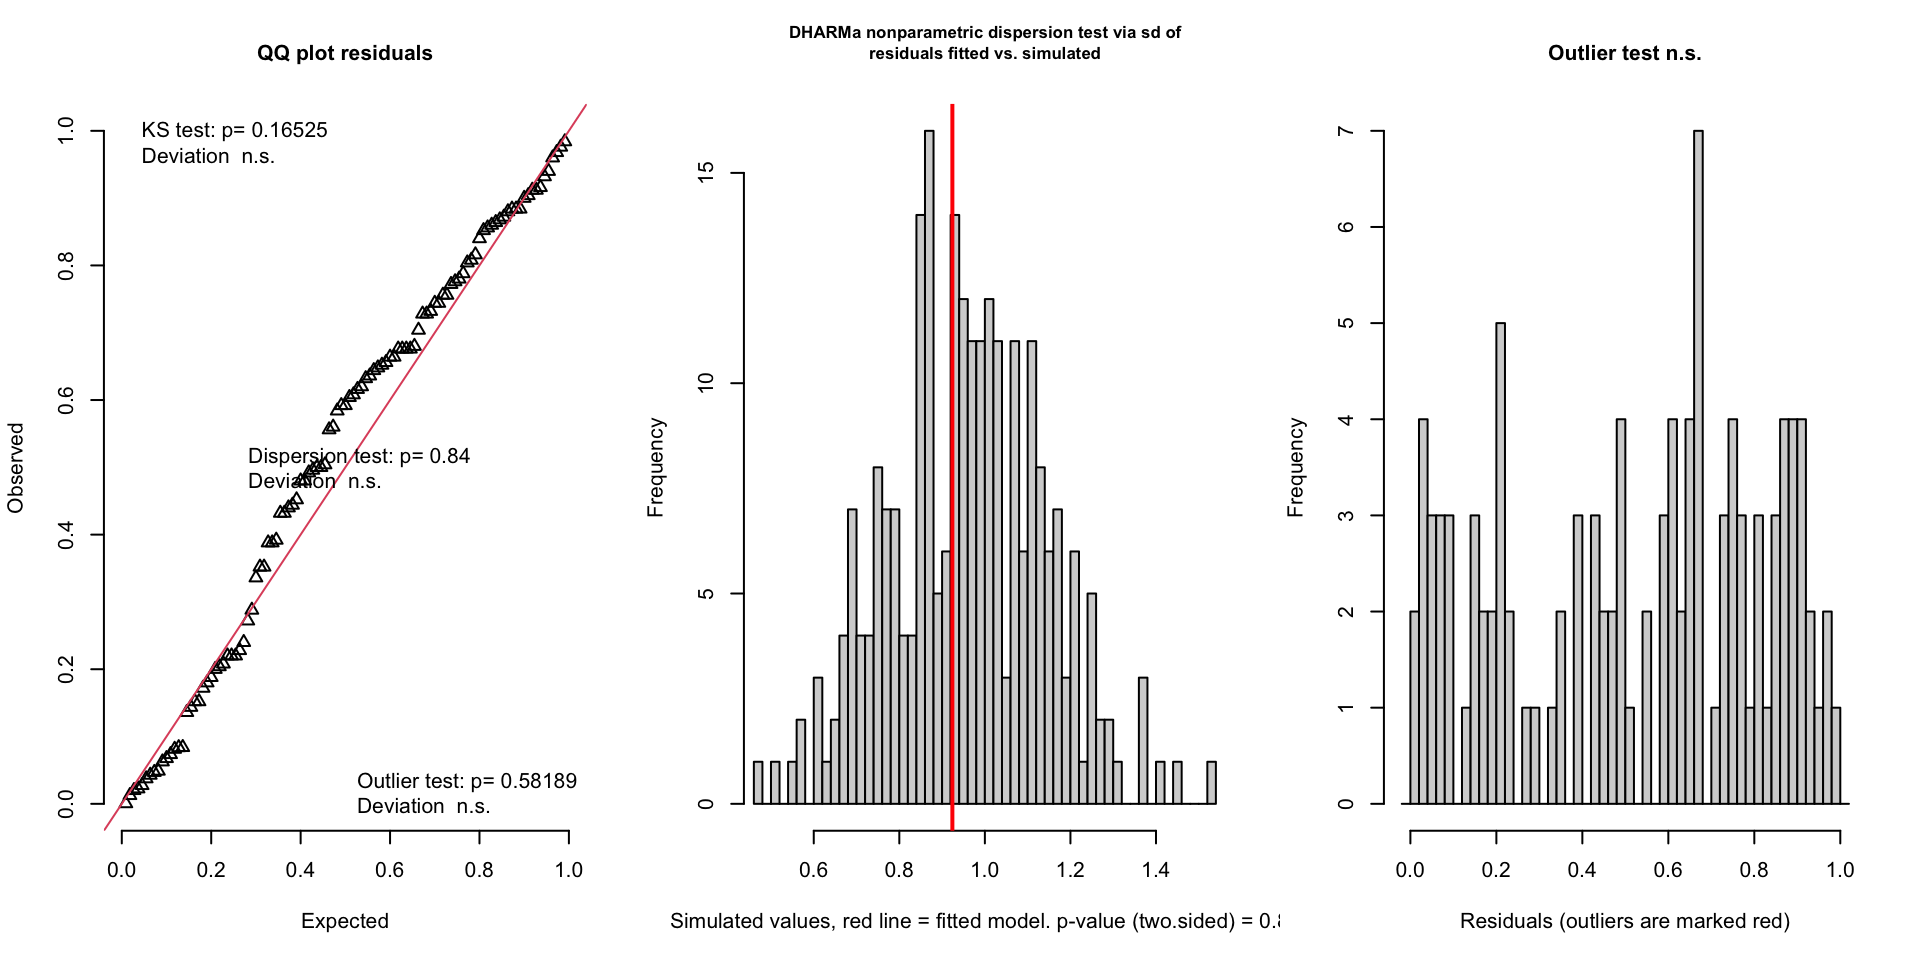 QQ plot residuals
KS test: p= 0.16525
Deviation  n.s.
Dispersion test: p= 0.84
Deviation  n.s.
Outlier test: p= 0.58189
Deviation  n.s.
Observed
0.0 0.2 0.4 0.6 0.8 1.0
0.0 0.2 0.4 0.6 0.8 1.0
Expected
DHARMa nonparametric dispersion test via sd of
residuals fitted vs. simulated
Frequency
0 5 10 15
0.6 0.8 1.0 1.2 1.4
Simulated values, red line = fitted model. p-value (two.sided) = 0.8
Outlier test n.s.
Frequency
0 1 2 3 4 5 6 7
0.0 0.2 0.4 0.6 0.8 1.0
Residuals (outliers are marked red)